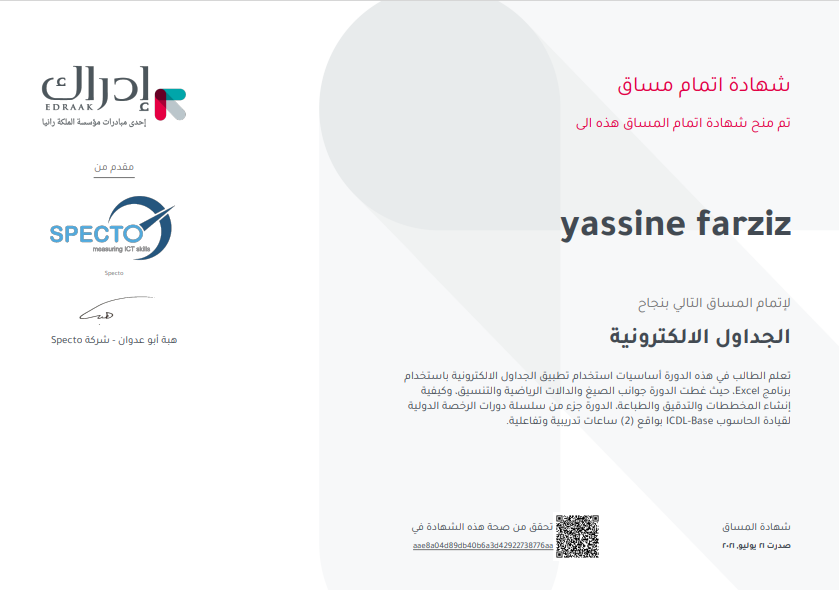 إدراك
EDRAAK
إحدى مبادرات مؤسسة الملكة رانيا
مقدم من
SPECTO
measuring ICT skills
Specto
هبة أبو عدوان - شركة Specto
شهادة اتمام مساق
تم منح شهادة اتمام المساق هذه الى
yassine farziz
لإتمام المساق التالي بنجاح
الجداول الالكترونية
تعلم الطالب في هذه الدورة أساسيات استخدام تطبيق الجداول الالكترونية باستخدام
برنامج Excel، حيث غطت الدورة جوانب الصيغ والدالات الرياضية والتنسيق، وكيفية
إنشاء المخططات والتدقيق والطباعة. الدورة جزء من سلسلة دورات الرخصة الدولية
لقيادة الحاسوب ICDL-Base بواقع (2) ساعات تدريبية وتفاعلية.
شهادة المساق
صدرت ٢١ يوليو, ٢٠٢١
تحقق من صحة هذه الشهادة في
aae8a04d89db40b6a3d42922738776aa